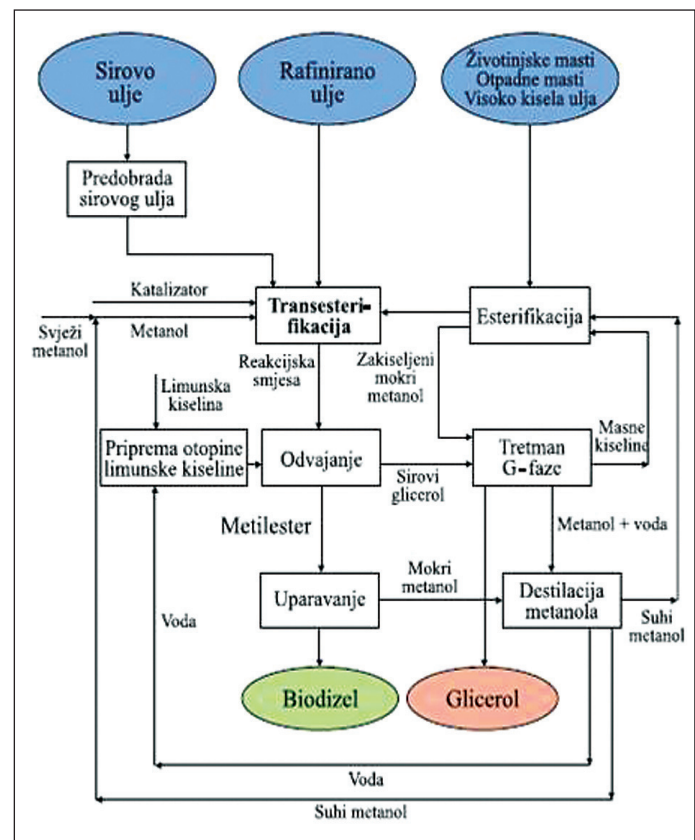 Sirovo
ulje
Rafinirano
ulje
Životinjske masti
Otpadne masti
Visoko kisela ulja
Predobrada
sirovog ulja
Katalizator
Transesteri-
fikacija
Esterifikacija
Svježi
metanol
Metanol
Reakcijska
smjesa
Zakiseljeni
mokri
metanol
Limunska
kiselina
Masne
kiseline
Priprema otopine
limunske kiseline
Odvajanje
Sirovi
glicerol
Tretman
G-faze
Metilester
Metanol + voda
Mokri
metanol
Uparavanje
Destilacija
metanola
Suhi
metanol
Voda
Biodizel
Glicerol
Voda
Suhi metanol